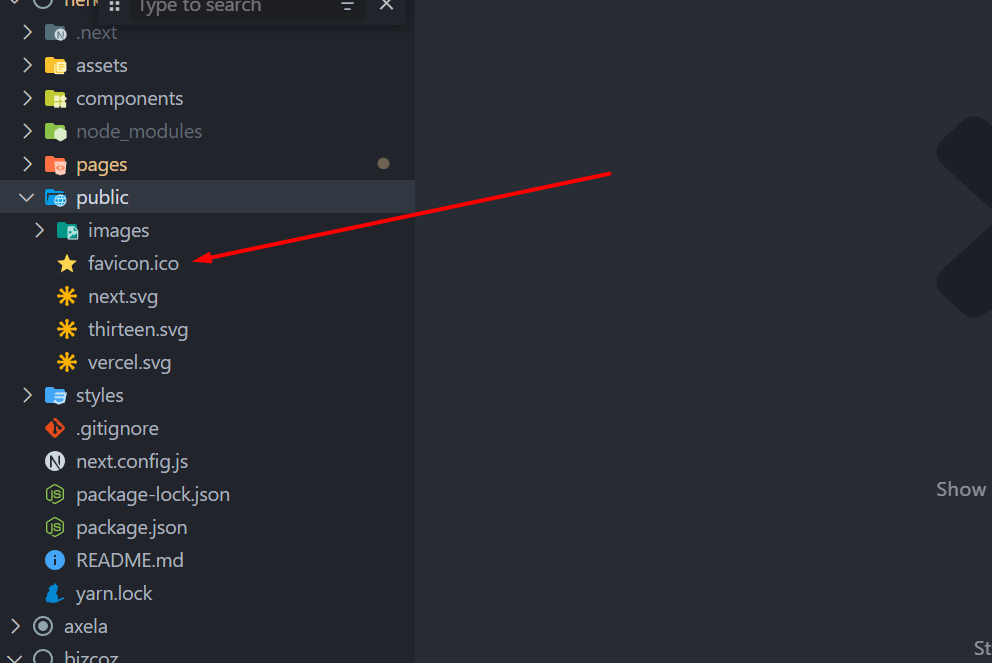 Type to search
.next
assets
components
node_modules
pages
public
images
favicon.ico
next.svg
thirteen.svg
vercel.svg
styles
.gitignore
next.config.js
package-lock.json
package.json
README.md
yarn.lock
Show
axela
bizcoz
St